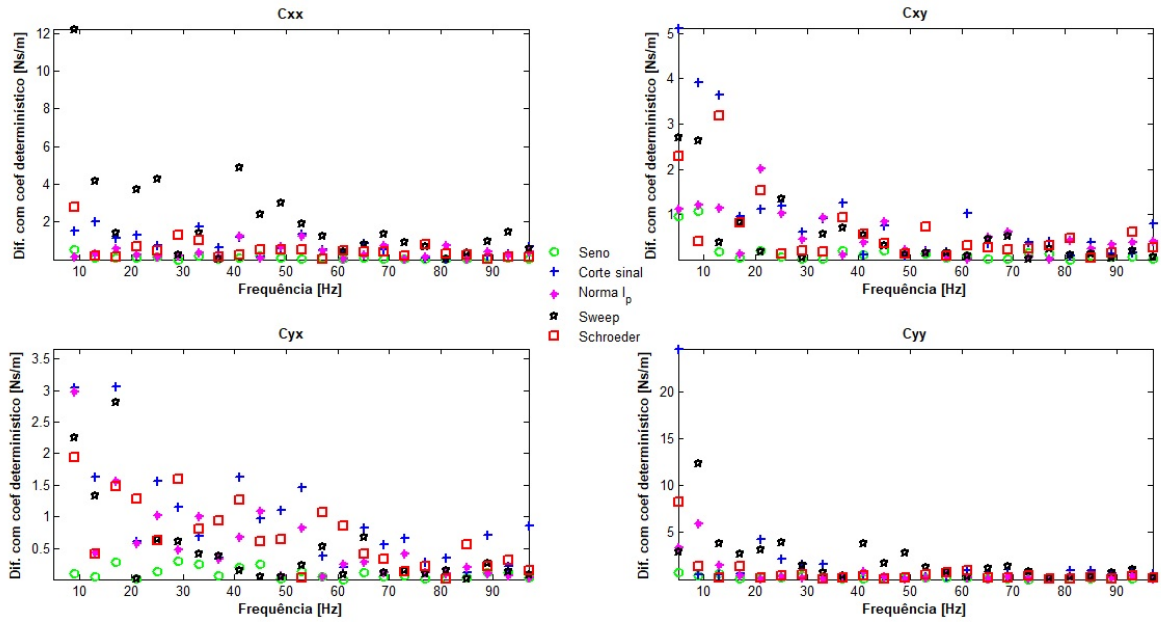 Cxx
Dif. com coef determinístico [Ns/m]
12
10
8
6
4
2
10 20 30 40 50 60 70 80 90
Frequência [Hz]
Cxy
Dif. com coef determinístico [Ns/m]
5
4
3
2
1
10 20 30 40 50 60 70 80 90
Frequência [Hz]
Seno
Corte sinal
Norma l_p
Sweep
Schroeder
Cyx
Dif. com coef determinístico [Ns/m]
3.5
3
2.5
2
1.5
1
0.5
10 20 30 40 50 60 70 80 90
Frequência [Hz]
Cyy
Dif. com coef determinístico [Ns/m]
20
15
10
5
10 20 30 40 50 60 70 80 90
Frequência [Hz]